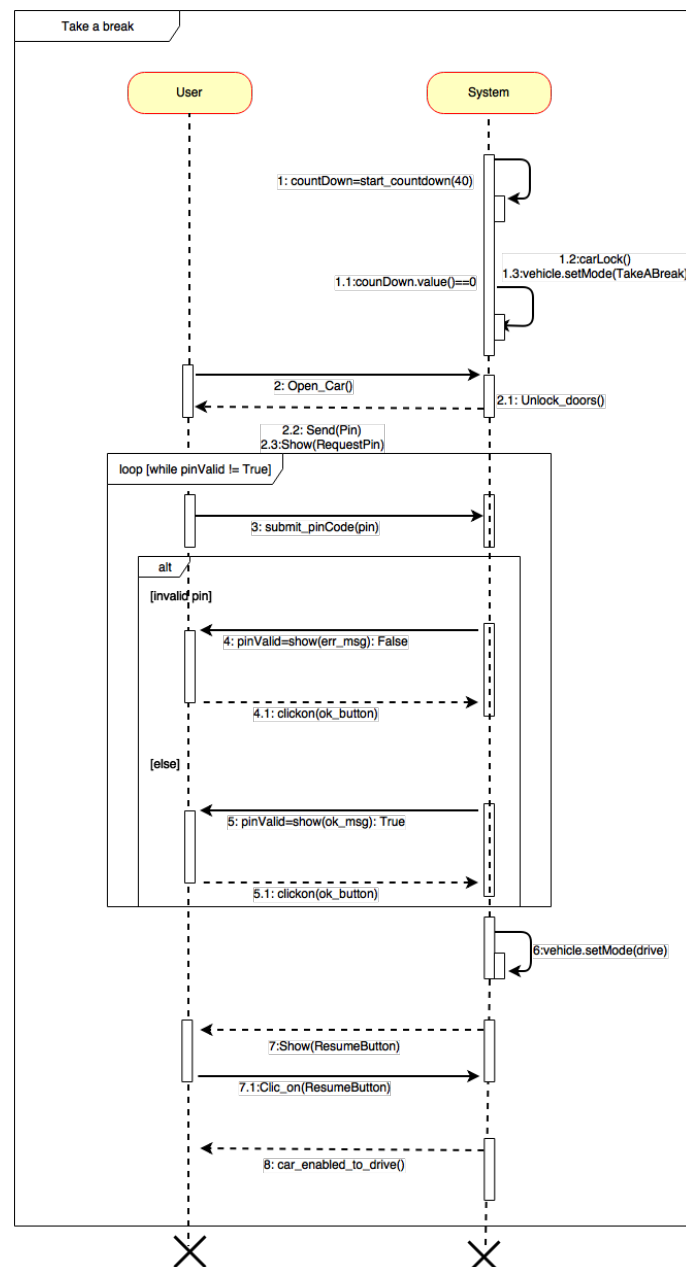 Take a break
User
System
1: countDown=start_countdown(40)
1.2:carLock()
1.1:counDown.value()==0
1.3:vehicle.setMode(TakeABreak)
2: Open_Car()
2.1: Unlock_doors()
2.2: Send(Pin)
2.3:Show(RequestPin)
loop [while pinValid != True]
3: submit_pinCode(pin)
alt
[invalid pin]
4: pinValid=show(err_msg): False
4.1: clickon(ok_button)
[else]
5: pinValid=show(ok_msg): True
5.1: clickon(ok_button)
6:vehicle.setMode(drive)
7:Show(ResumeButton)
7.1:Clic_on(ResumeButton)
8: car_enabled_to_drive()